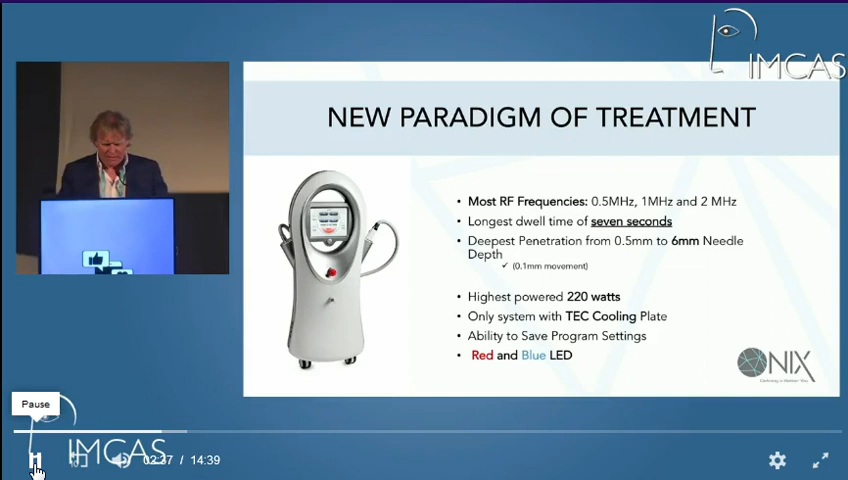 IMCAS
NEW PARADIGM OF TREATMENT
• Most RF Frequencies: 0.5MHz, 1MHz and 2 MHz
• Longest dwell time of seven seconds
• Deepest Penetration from 0.5mm to 6mm Needle
Depth
✓ (0.1mm movement)
• Highest powered 220 watts
• Only system with TEC Cooling Plate
• Ability to Save Program Settings
• Red and Blue LED
ONIX
Pause
IMCAS
02:37 / 14:39